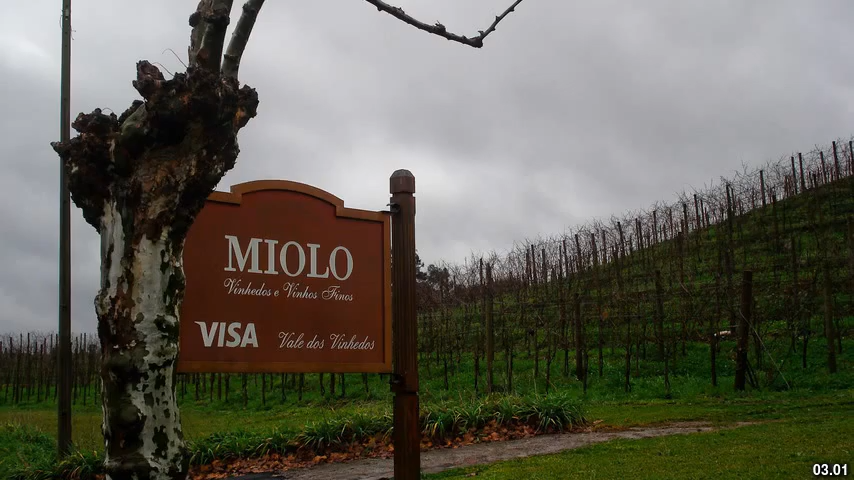 MIOLO
Vinhedos e Vinhos Finos
VISA
Vale dos Vinhedos
03.01